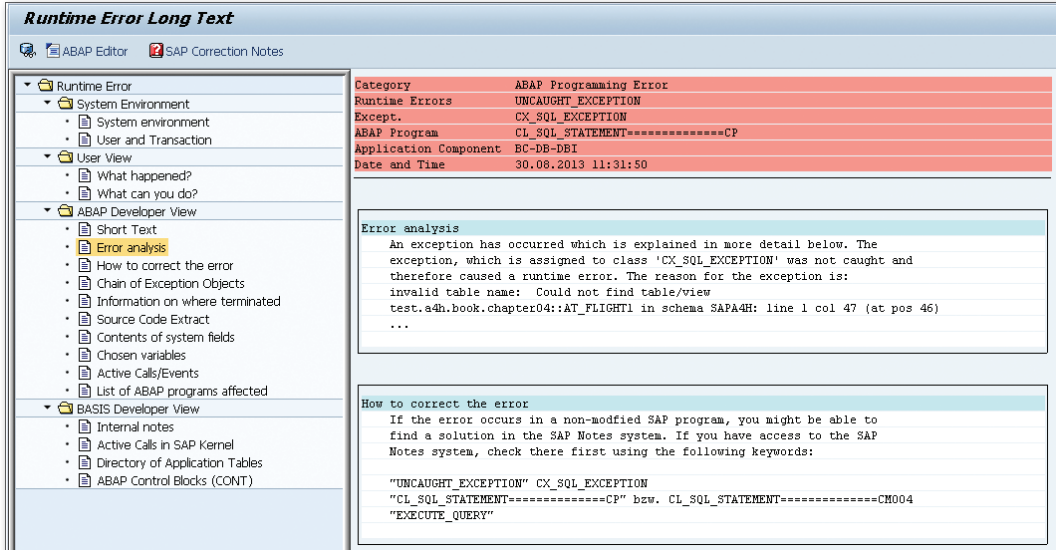 Runtime Error Long Text
ABAP Editor SAP Correction Notes
Runtime Error
System Environment
System environment
User and Transaction
User View
What happened?
What can you do?
ABAP Developer View
Short Text
Error analysis
How to correct the error
Chain of Exception Objects
Information on where terminated
Source Code Extract
Contents of system fields
Chosen variables
Active Calls/Events
List of ABAP programs affected
BASIS Developer View
Internal notes
Active Calls in SAP Kernel
Directory of Application Tables
ABAP Control Blocks (CONT)
Category ABAP Programming Error
Runtime Errors UNCAUGHT_EXCEPTION
Except. CX_SQL_EXCEPTION
ABAP Program CL_SQL_STATEMENT==============CP
Application Component BC-DB-DBI
Date and Time 30.08.2013 11:31:50
Error analysis
An exception has occurred which is explained in more detail below. The
exception, which is assigned to class 'CX_SQL_EXCEPTION' was not caught and
therefore caused a runtime error. The reason for the exception is:
invalid table name: Could not find table/view
test.a4h.book.chapter04::AT_FLIGHT1 in schema SAPA4H: line 1 col 47 (at pos 46)
...
How to correct the error
If the error occurs in a non-modfied SAP program, you might be able to
find a solution in the SAP Notes system. If you have access to the SAP
Notes system, check there first using the following keywords:
"UNCAUGHT_EXCEPTION" CX_SQL_EXCEPTION
"CL_SQL_STATEMENT==============CP" bzw. CL_SQL_STATEMENT==============CM004
"EXECUTE_QUERY"